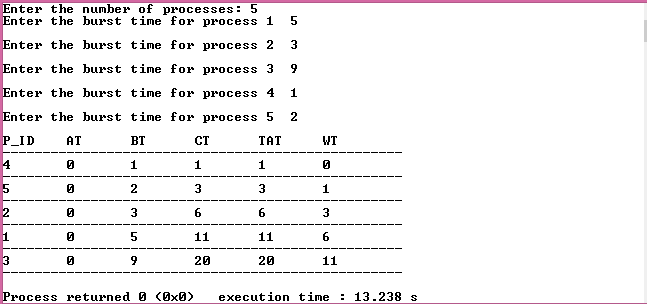 Enter the number of processes: 5
Enter the burst time for process 1  5
Enter the burst time for process 2  3
Enter the burst time for process 3  9
Enter the burst time for process 4  1
Enter the burst time for process 5  2
P_ID    AT      BT      CT      TAT     WT
4       0       1       1       1       0
5       0       2       3       3       1
2       0       3       6       6       3
1       0       5       11      11      6
3       0       9       20      20      11
Process returned 0 (0x0)   execution time : 13.238 s